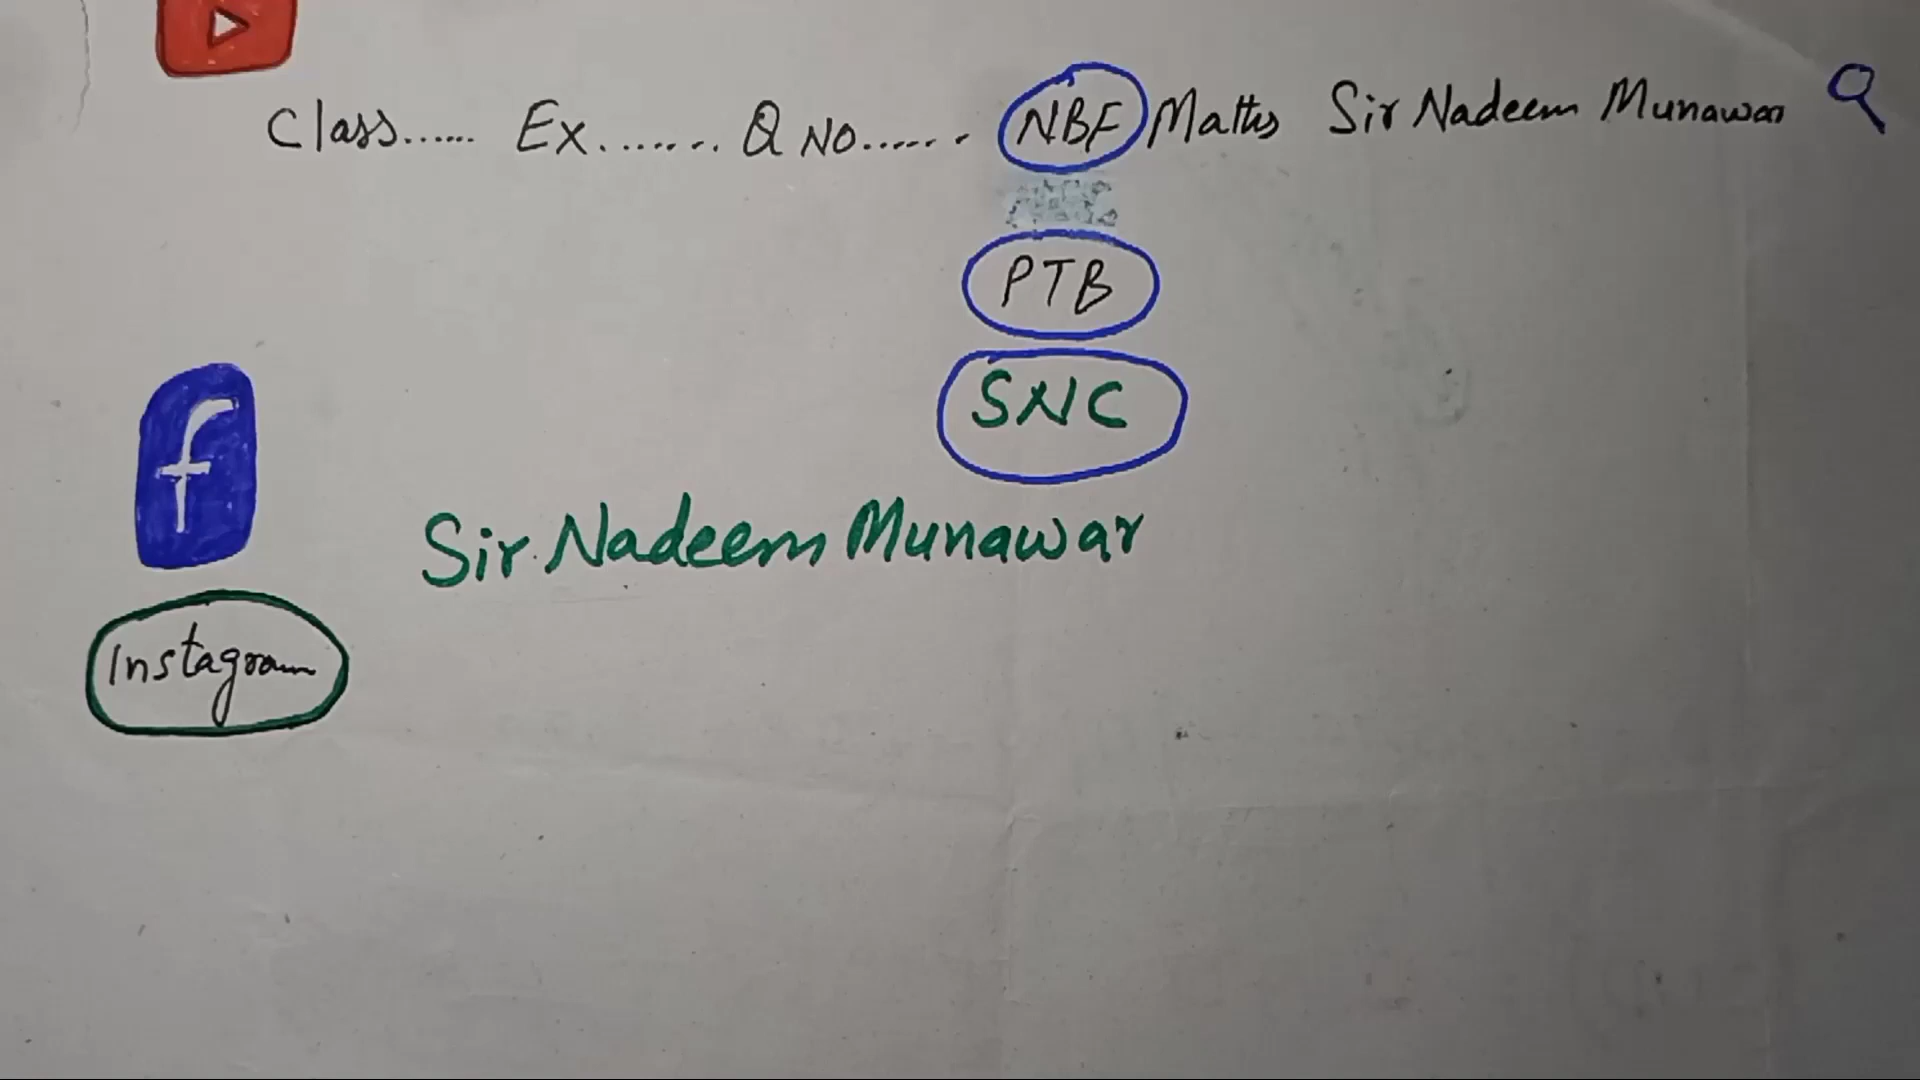 Class...... Ex........ Q No...... NBF Maths Sir Nadeem Munawar
PTB
SNC
f
Sir Nadeem Munawar
Instagram